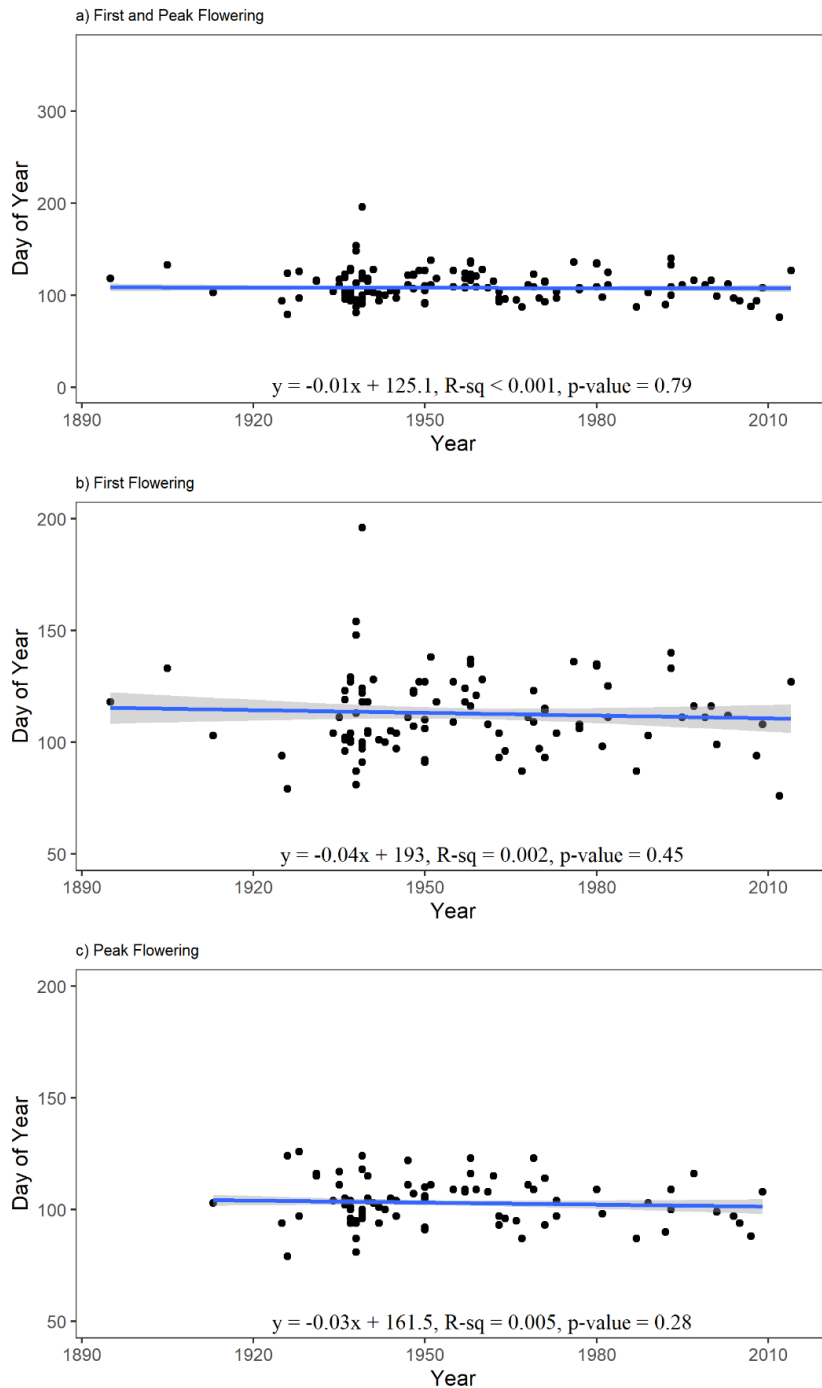 a) First and Peak Flowering
300
200
100
0
Day of Year
y = -0.01x + 125.1, R-sq < 0.001, p-value = 0.79
1890 1920 1950 1980 2010
Year
b) First Flowering
200
150
100
50
Day of Year
y = -0.04x + 193, R-sq = 0.002, p-value = 0.45
1890 1920 1950 1980 2010
Year
c) Peak Flowering
200
150
100
50
Day of Year
y = -0.03x + 161.5, R-sq = 0.005, p-value = 0.28
1890 1920 1950 1980 2010
Year